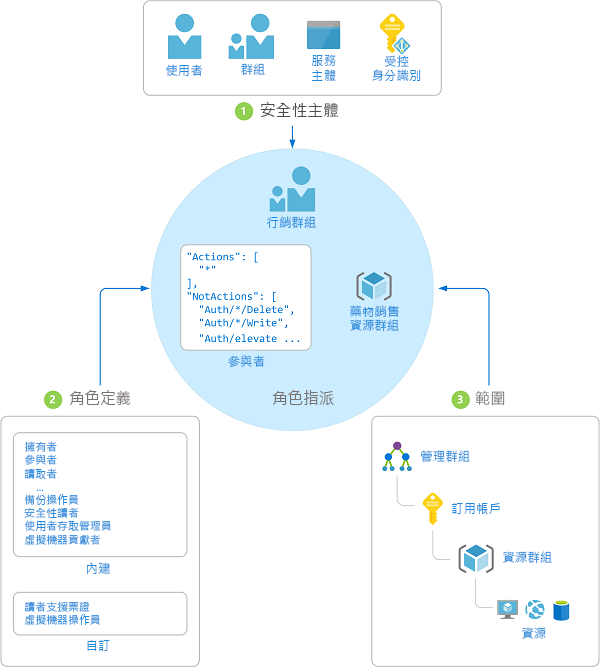 使用者
群組
服務
主體
受控
身分識別
1 安全性主體
行銷群組
"Actions": [
"*"
],
"NotActions": [
"Auth/*/Delete",
"Auth/*/Write",
"Auth/elevate ...
參與者
藥物銷售
資源群組
角色指派
2 角色定義
擁有者
參與者
讀取者
...
備份操作員
安全性讀者
使用者存取管理員
虛擬機器貢獻者
內建
讀者支援票證
虛擬機器操作員
自訂
3 範圍
管理群組
訂用帳戶
資源群組
資源